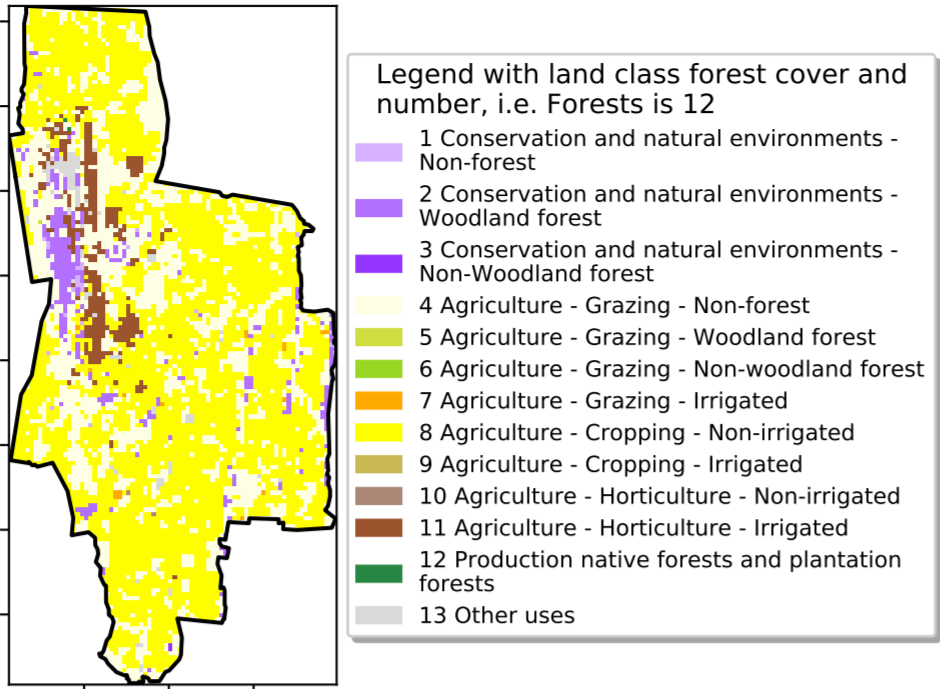 Legend with land class forest cover and
number, i.e. Forests is 12
1 Conservation and natural environments -
Non-forest
2 Conservation and natural environments -
Woodland forest
3 Conservation and natural environments -
Non-Woodland forest
4 Agriculture - Grazing - Non-forest
5 Agriculture - Grazing - Woodland forest
6 Agriculture - Grazing - Non-woodland forest
7 Agriculture - Grazing - Irrigated
8 Agriculture - Cropping - Non-irrigated
9 Agriculture - Cropping - Irrigated
10 Agriculture - Horticulture - Non-irrigated
11 Agriculture - Horticulture - Irrigated
12 Production native forests and plantation
forests
13 Other uses